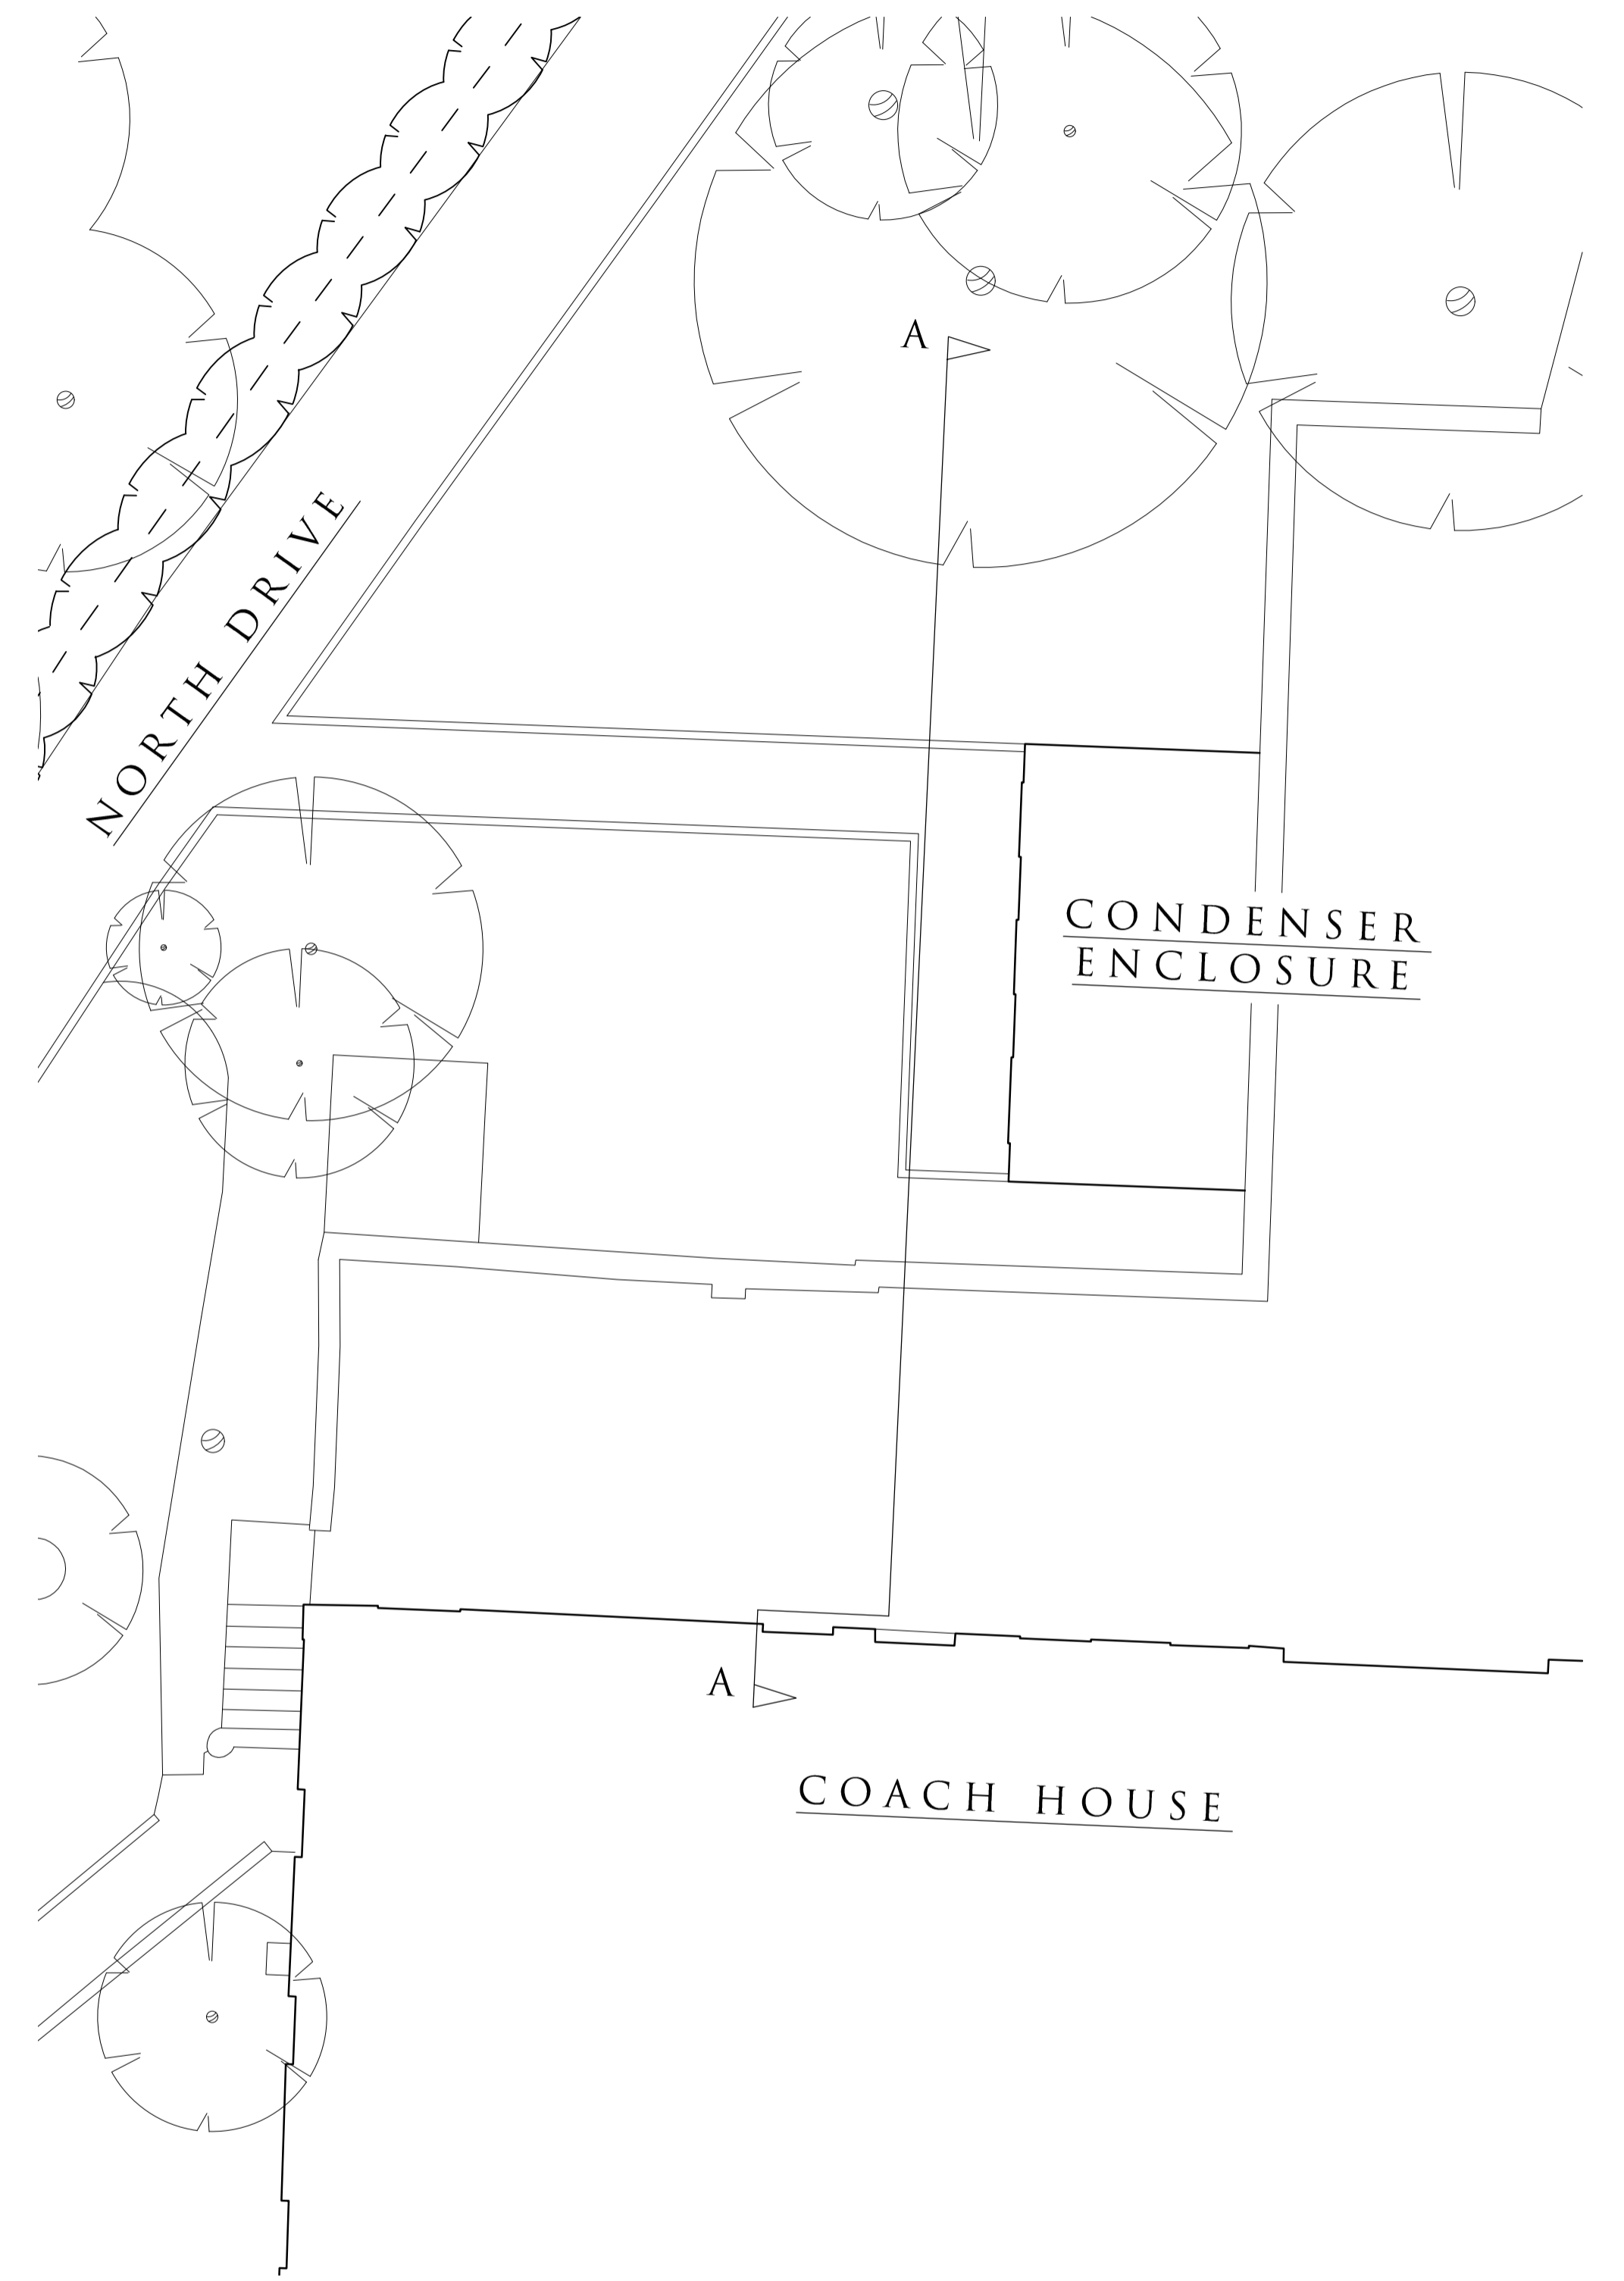 A
NORTH DRIVE
CONDENSER
ENCLOSURE
A
COACH HOUSE